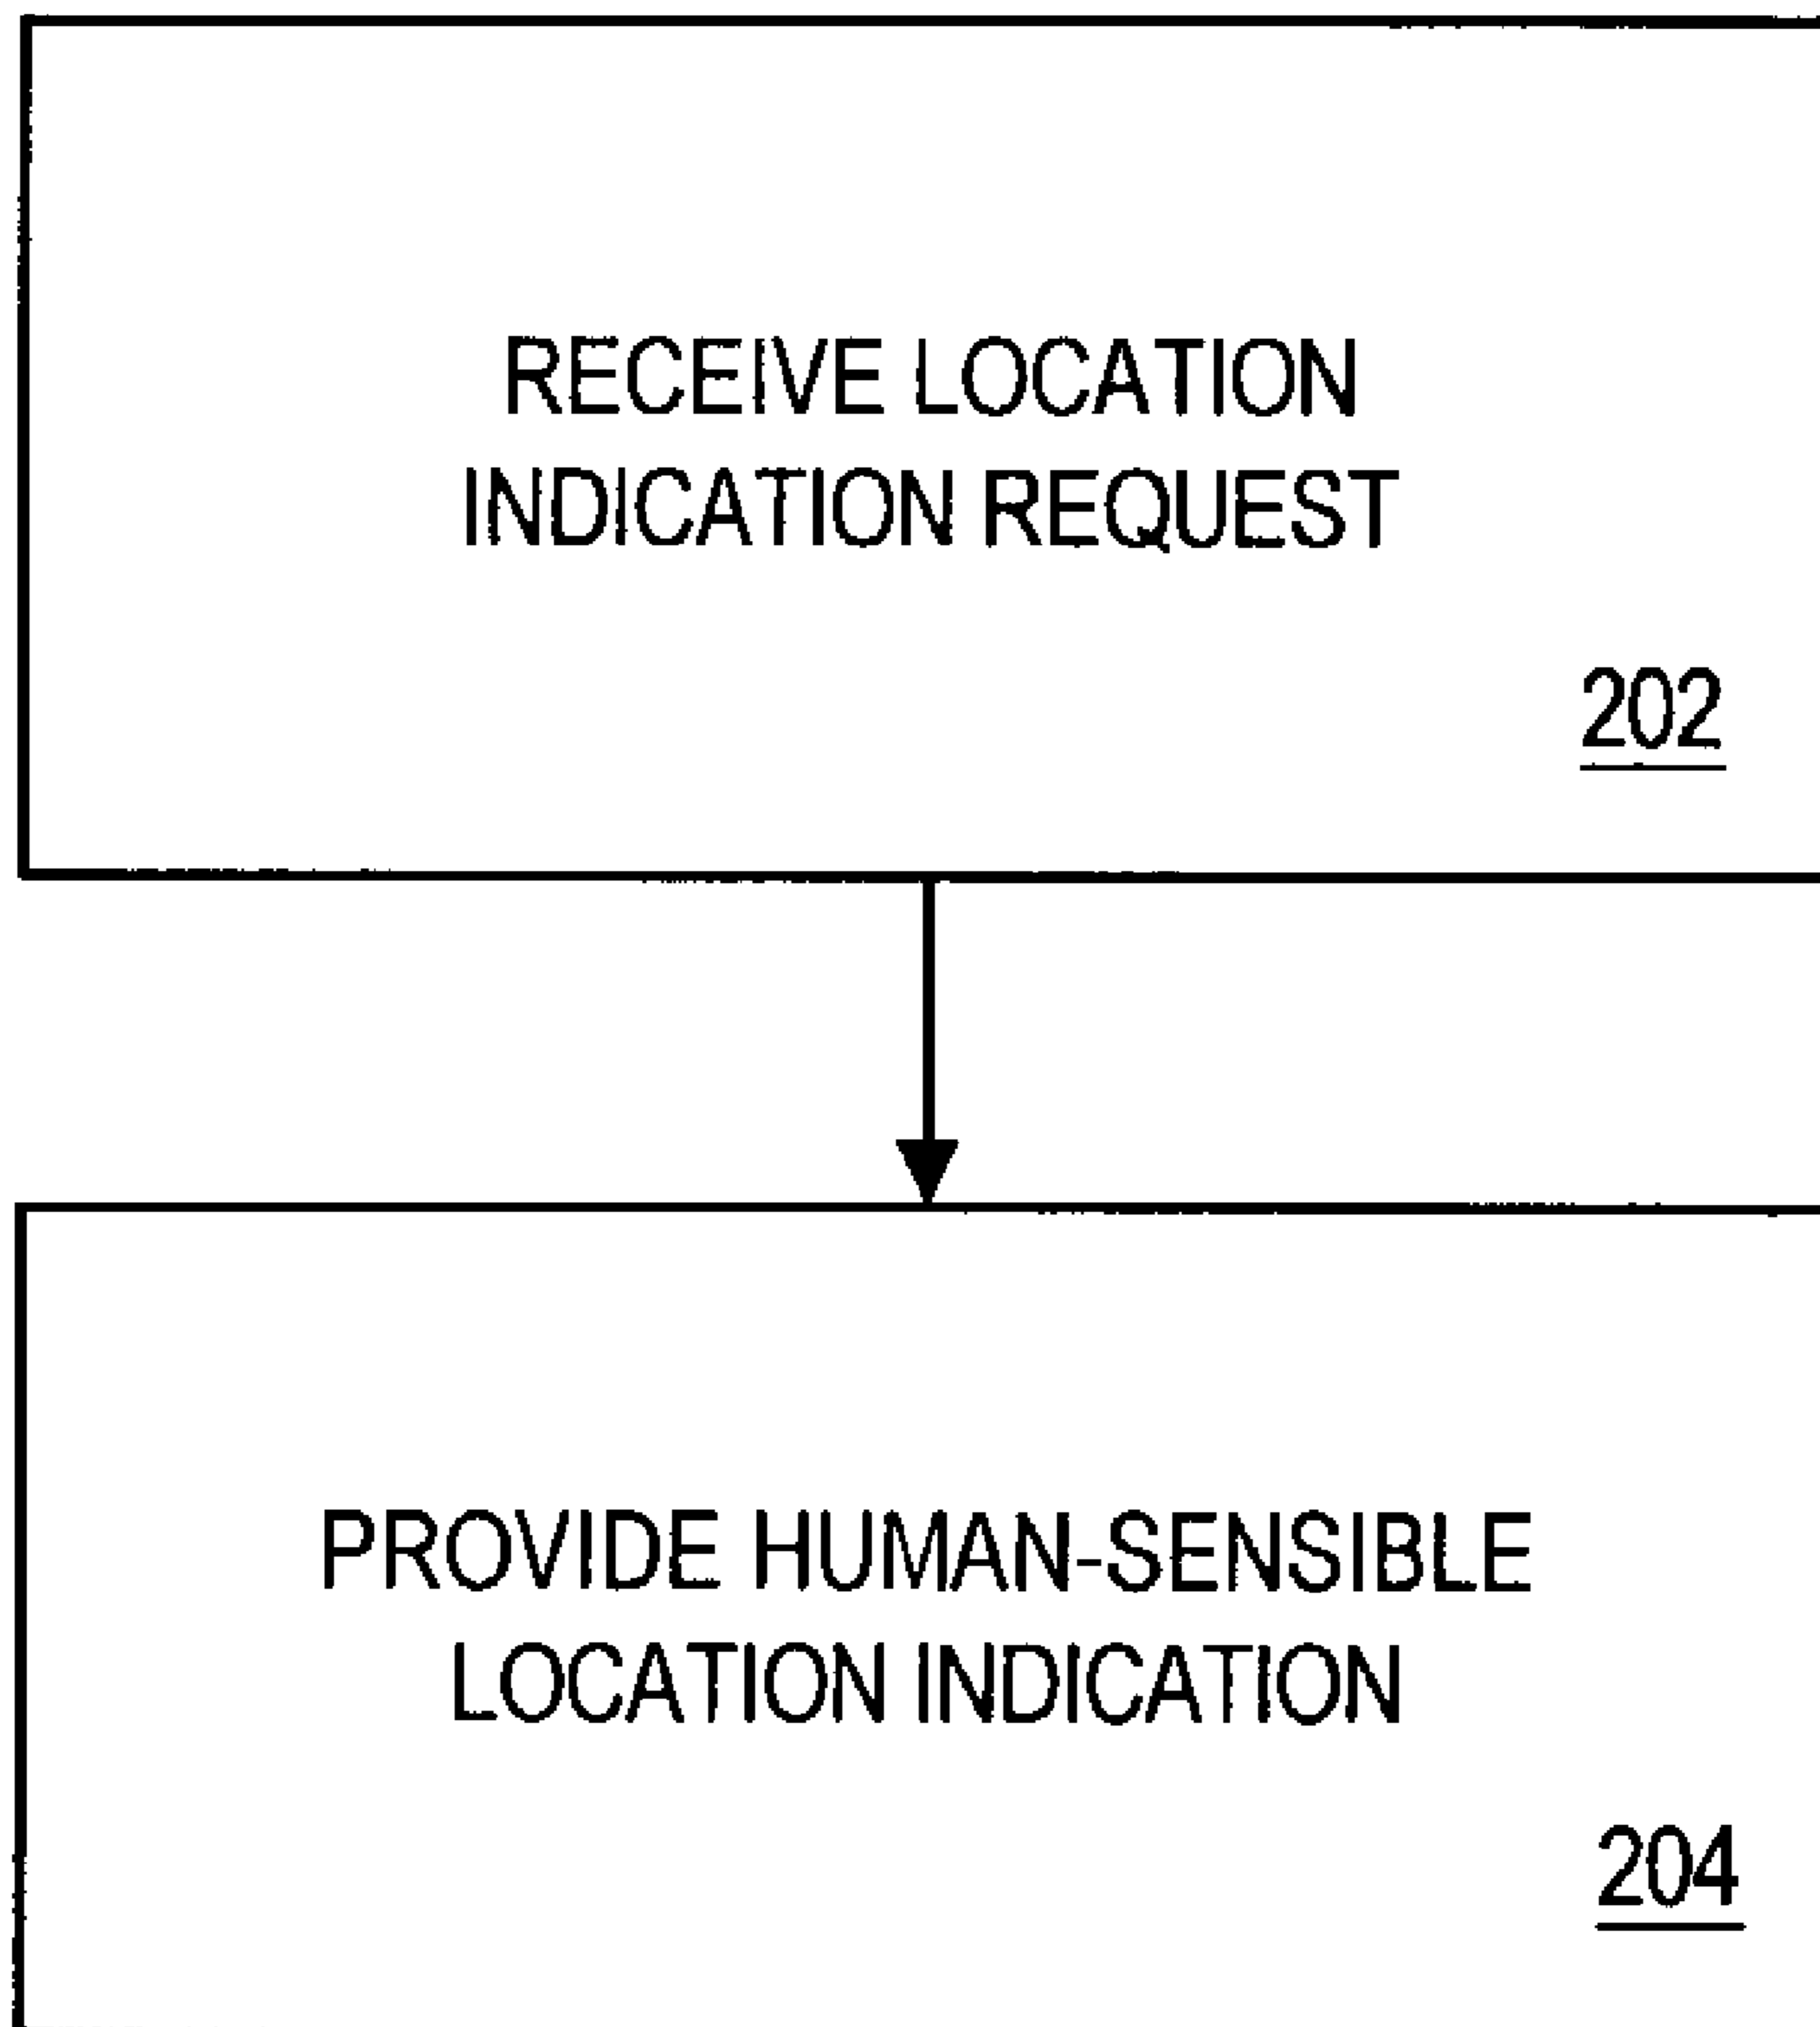 RECEIVE LOCATION
INDICATION REQUEST
202
PROVIDE HUMAN-SENSIBLE
LOCATION INDICATION
204